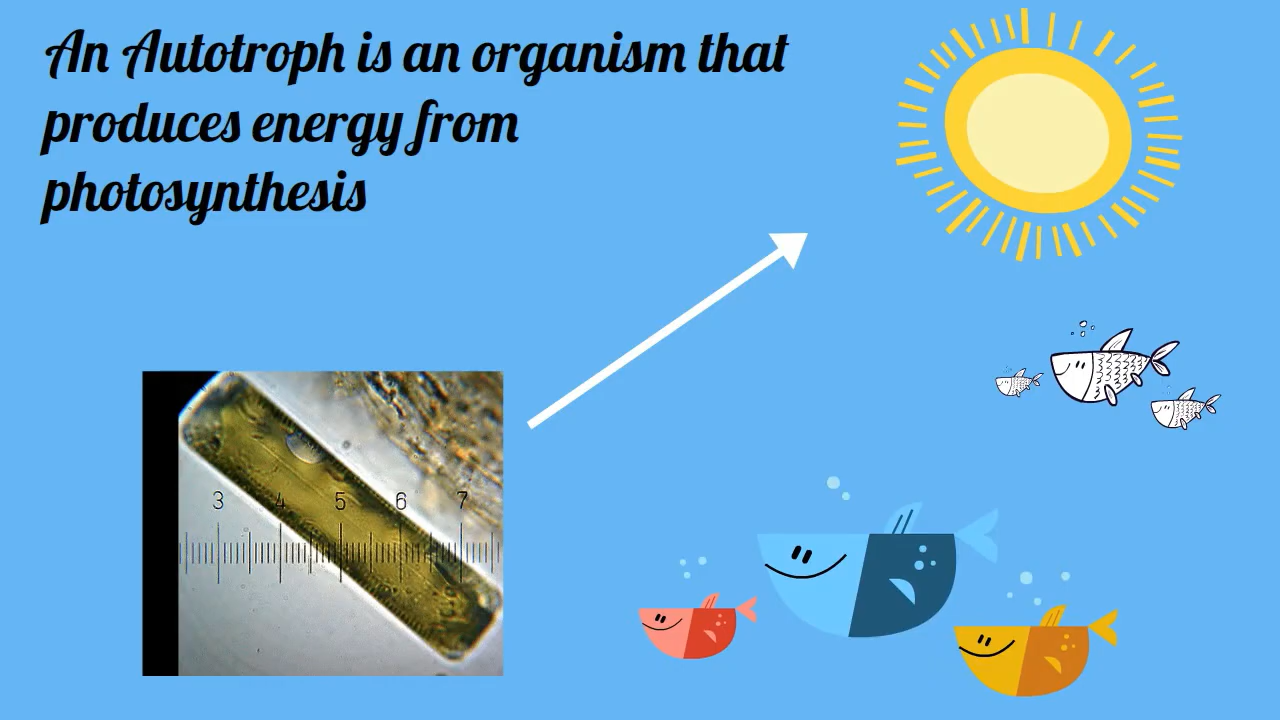 An Autotroph is an organism that
produces energy from
photosynthesis
3 4 5 6 7